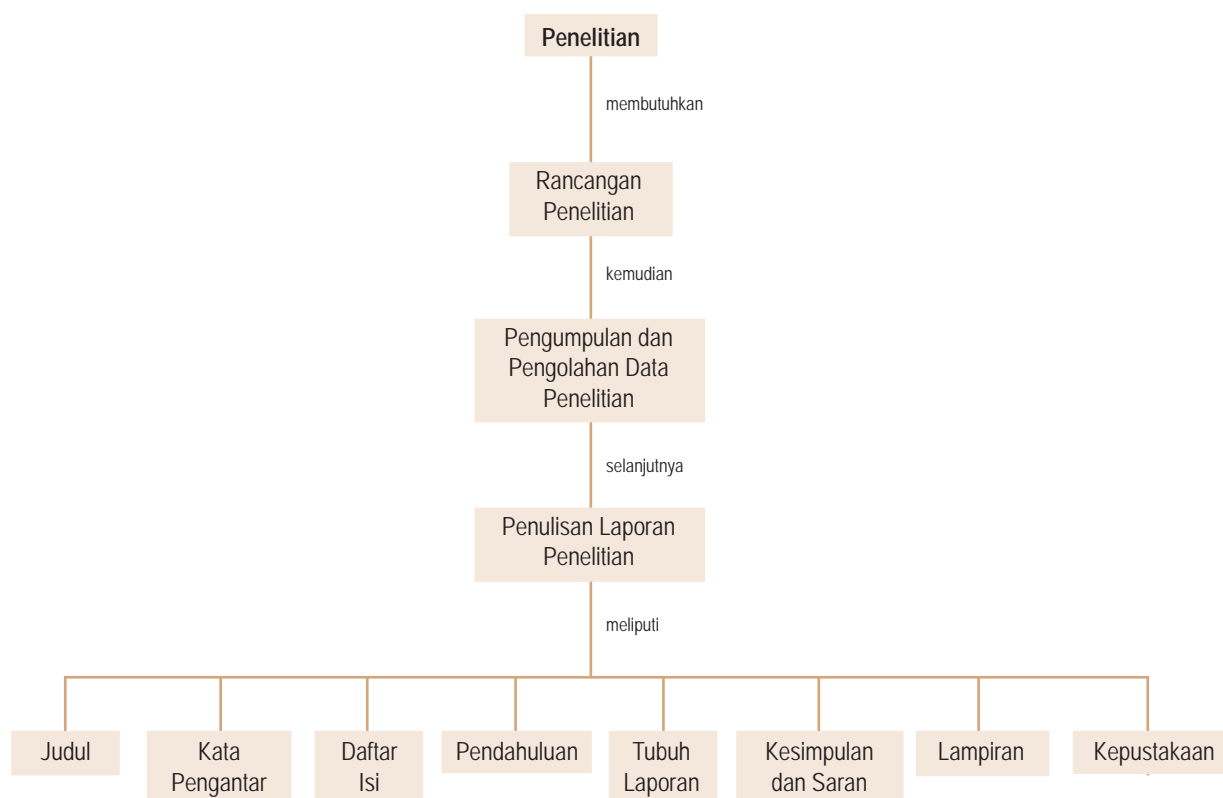 Penelitian
membutuhkan
Rancangan
Penelitian
kemudian
Pengumpulan dan
Pengolahan Data
Penelitian
selanjutnya
Penulisan Laporan
Penelitian
meliputi
Judul
Kata
Pengantar
Daftar
Isi
Pendahuluan
Tubuh
Laporan
Kesimpulan
dan Saran
Lampiran
Kepustakaan